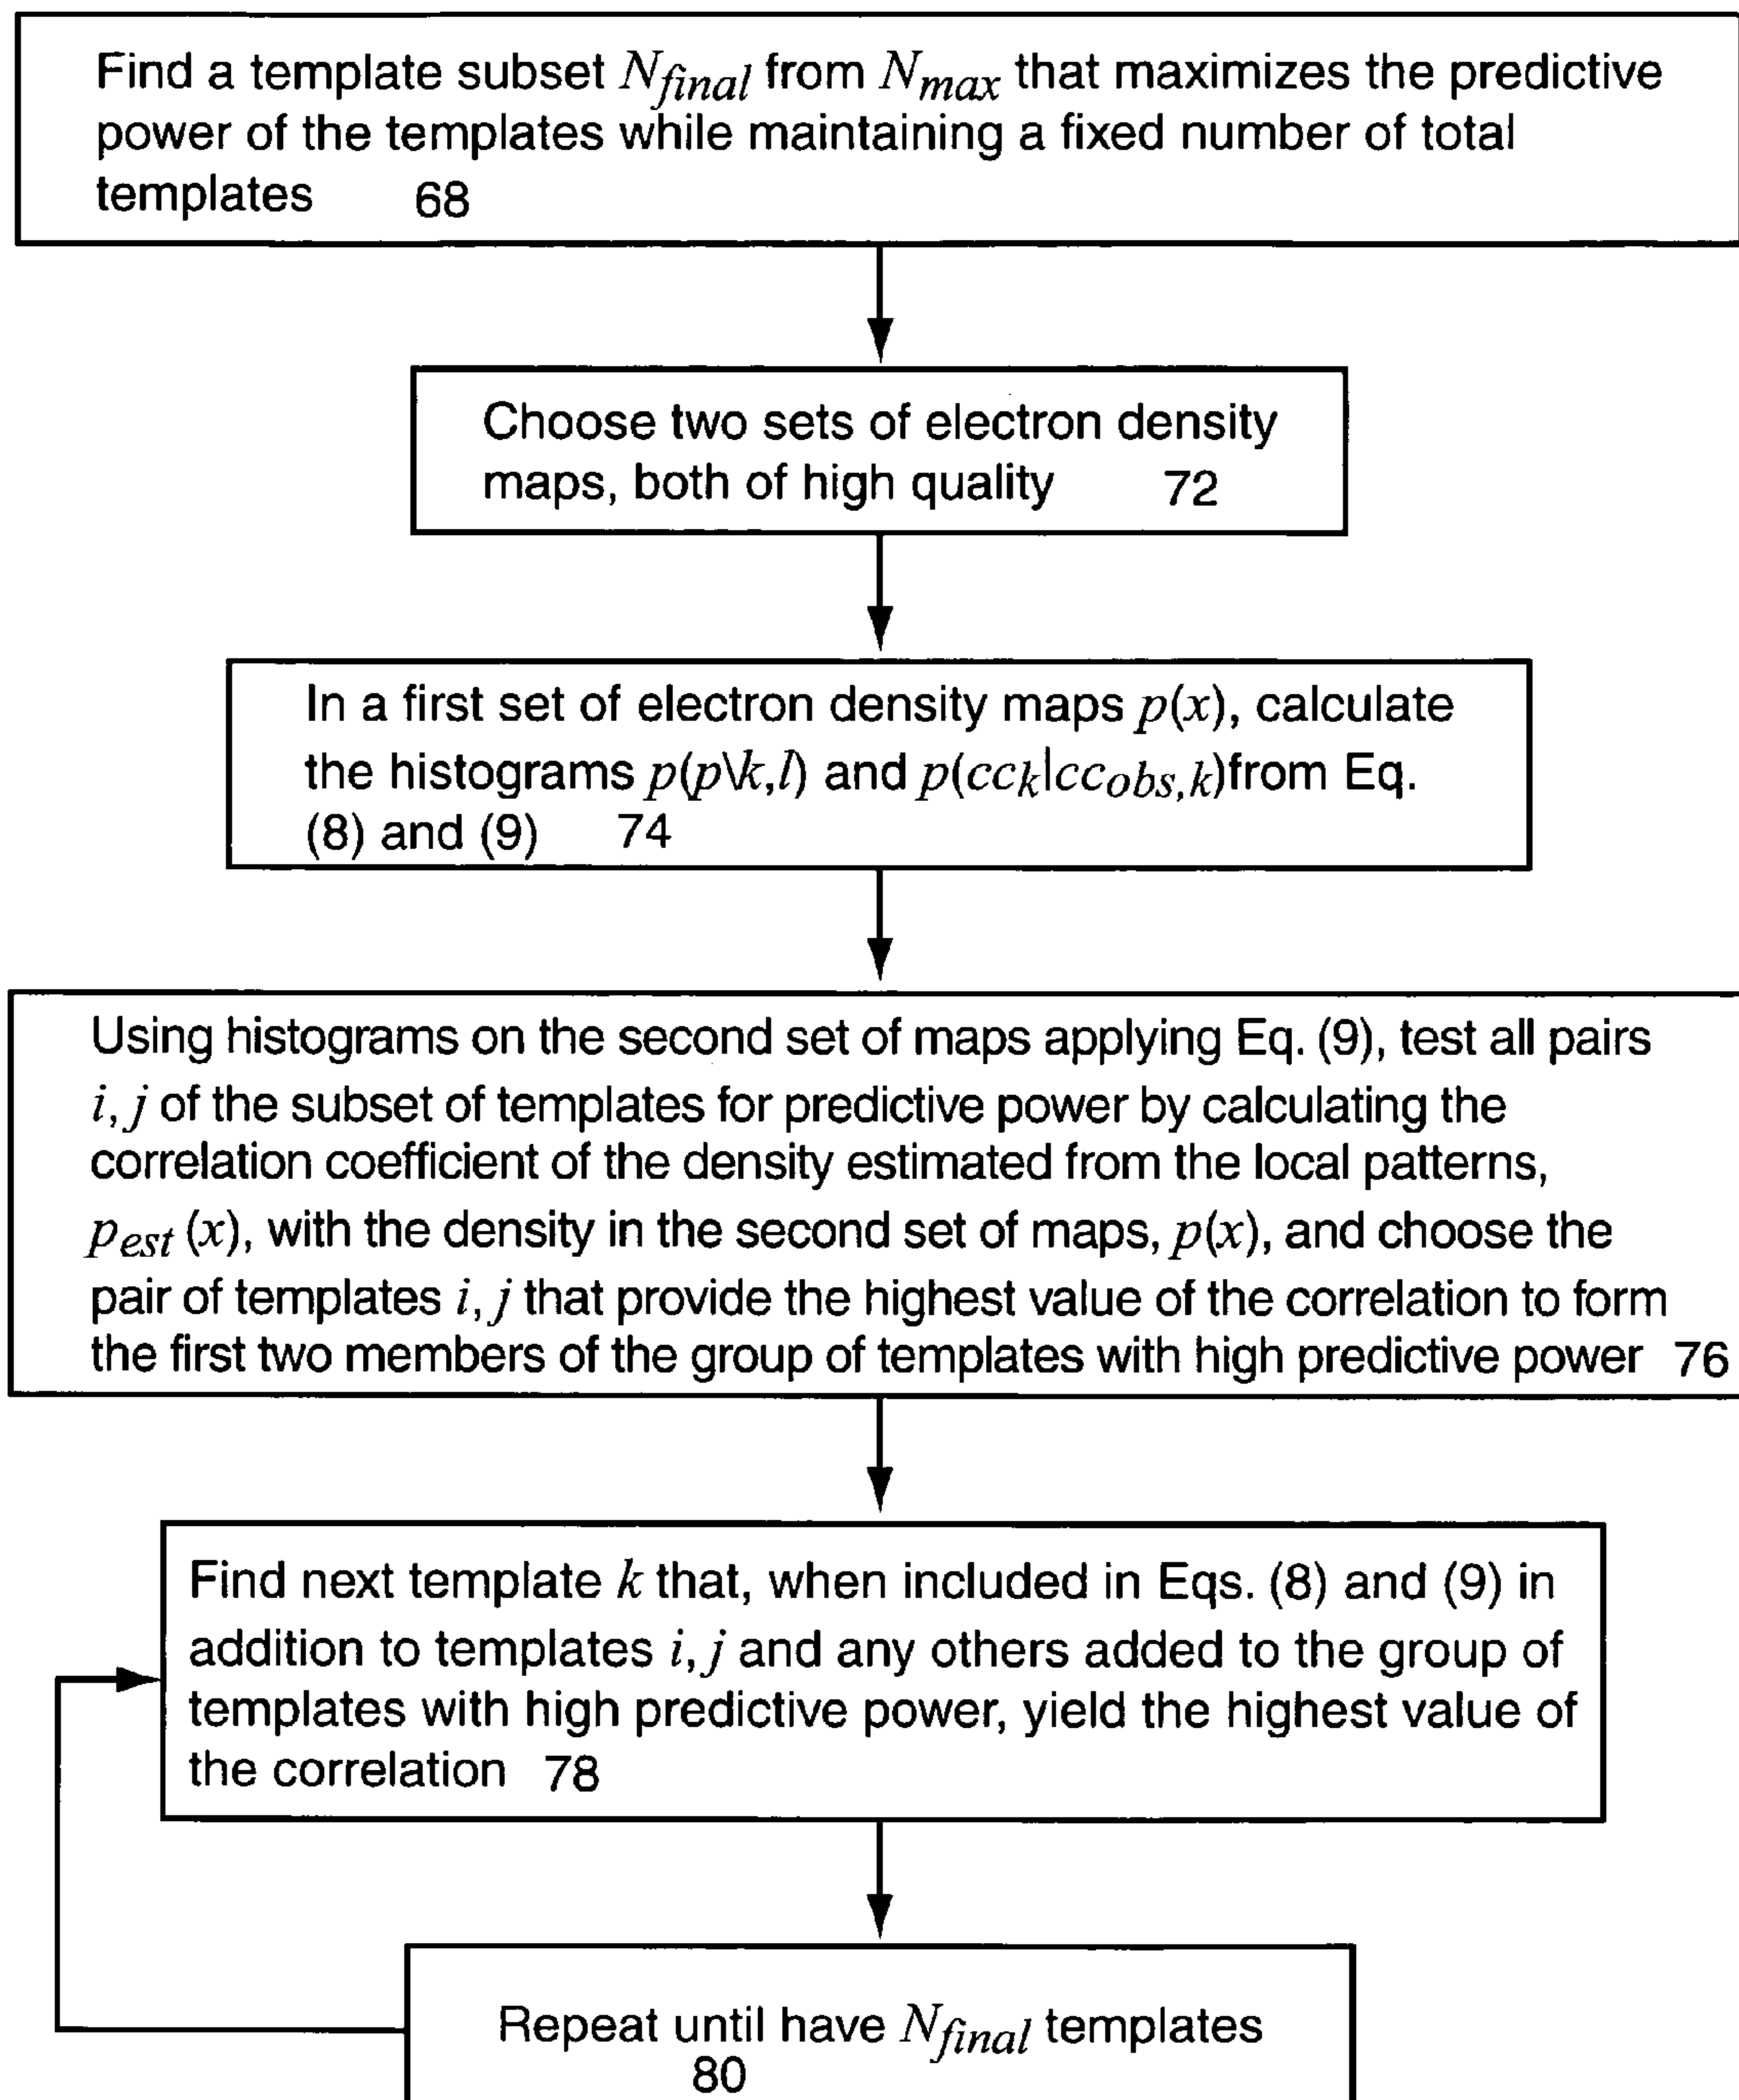 Find a template subset N_final from N_max that maximizes the predictive
power of the templates while maintaining a fixed number of total
templates 68
Choose two sets of electron density
maps, both of high quality 72
In a first set of electron density maps p(x), calculate
the histograms p(p\k,l) and p(cc_k|cc_obs,k)from Eq.
(8) and (9) 74
Using histograms on the second set of maps applying Eq. (9), test all pairs
i,j of the subset of templates for predictive power by calculating the
correlation coefficient of the density estimated from the local patterns,
p_est (x), with the density in the second set of maps, p(x), and choose the
pair of templates i,j that provide the highest value of the correlation to form
the first two members of the group of templates with high predictive power 76
Find next template k that, when included in Eqs. (8) and (9) in
addition to templates i,j and any others added to the group of
templates with high predictive power, yield the highest value of
the correlation 78
Repeat until have N_final templates
80